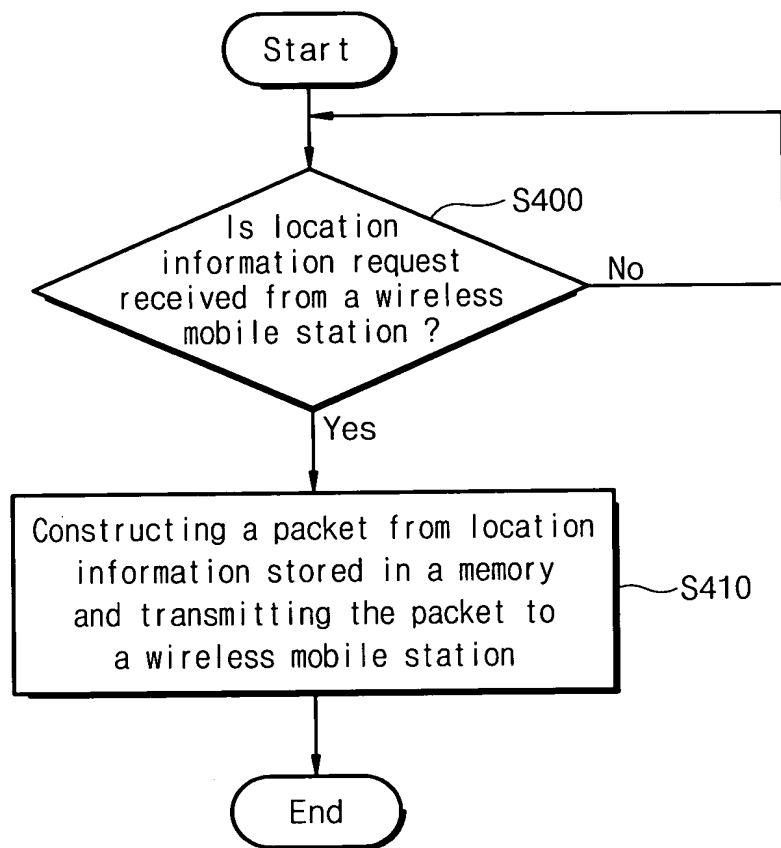 Start
S400
Is location
information request
received from a wireless
mobile station ?
No
Yes
Constructing a packet from location
information stored in a memory
and transmitting the packet to
a wireless mobile station
S410
End